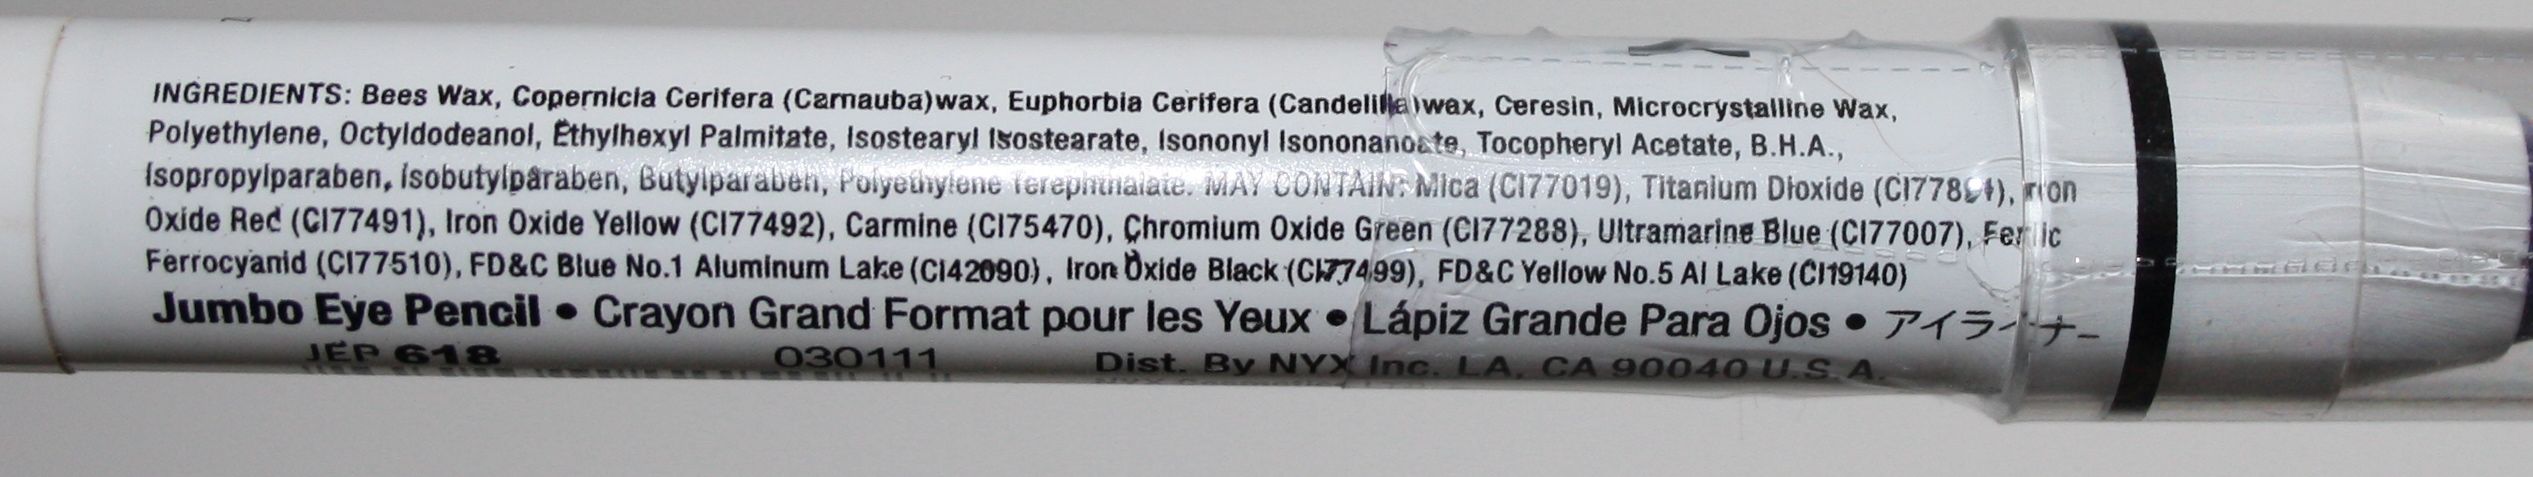 INGREDIENTS: Bees Wax, Copernicia Cerifera (Carnauba)wax, Euphorbia Cerifera (Candelilla)wax, Ceresin, Microcrystalline Wax,
Polyethylene, Octyldodeanol, Ethylhexyl Palmitate, Isostearyl Isostearate, Isononyl Isononanoate, Tocopheryl Acetate, B.H.A.,
Isopropylparaben, Isobutylparaben, Butylparaben, Polyethylene Terephthalate. MAY CONTAIN: Mica (CI77019), Titanium Dioxide (CI77891), Iron
Oxide Red (CI77491), Iron Oxide Yellow (CI77492), Carmine (CI75470), Chromium Oxide Green (CI77288), Ultramarine Blue (CI77007), Ferric
Ferrocyanid (CI77510), FD&C Blue No.1 Aluminum Lake (CI42090), Iron Oxide Black (CI77499), FD&C Yellow No.5 Al Lake (CI19140)
Jumbo Eye Pencil • Crayon Grand Format pour les Yeux • Lápiz Grande Para Ojos • アイライナー
JEP 618 030111 Dist. By NYX Inc. LA, CA 90040 U.S.A.